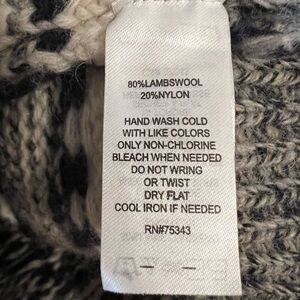 80%LAMBSWOOL
20%NYLON
HAND WASH COLD
WITH LIKE COLORS
ONLY NON-CHLORINE
BLEACH WHEN NEEDED
DO NOT WRING
OR TWIST
DRY FLAT
COOL IRON IF NEEDED
RN#75343